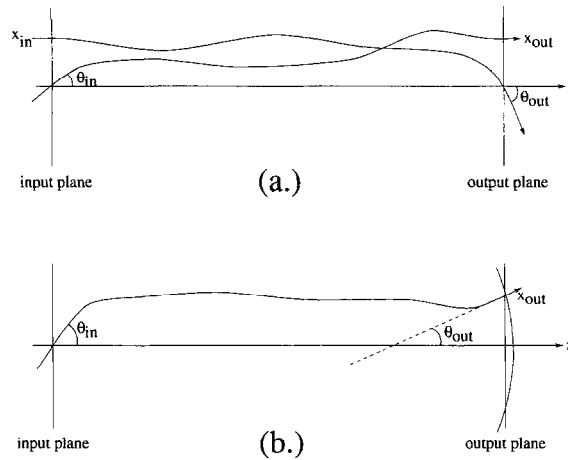 x_in
x_out
θ_in
θ_out
input plane
output plane
(a.)
x_out
θ_in
θ_out
z
input plane
output plane
(b.)